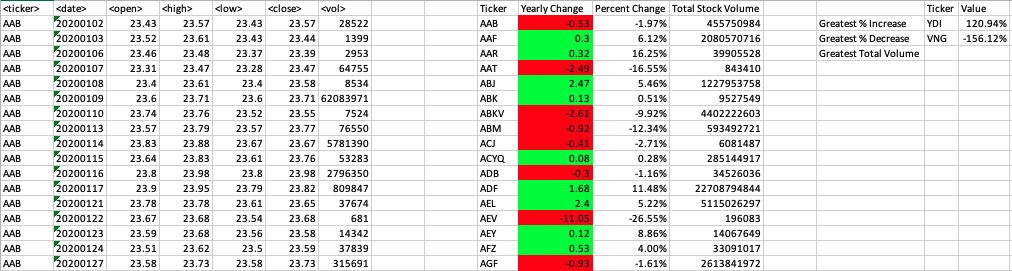 <ticker> <date> <open> <high> <low> <close> <vol> Ticker Yearly Change Percent Change Total Stock Volume Ticker Value
AAB 20200102 23.43 23.57 23.43 23.57 28522 AAB -0.53 -1.97% 455750984 Greatest % Increase YDI 120.94%
AAB 20200103 23.52 23.61 23.43 23.44 1399 AAF 0.3 6.12% 2080570716 Greatest % Decrease VNG -156.12%
AAB 20200106 23.46 23.48 23.37 23.39 2953 AAR 0.32 16.25% 39905528 Greatest Total Volume
AAB 20200107 23.31 23.47 23.28 23.47 64755 AAT -2.49 -16.55% 843410
AAB 20200108 23.4 23.61 23.4 23.58 8534 ABJ 2.47 5.46% 1227953758
AAB 20200109 23.6 23.71 23.6 23.71 62083971 ABK 0.13 0.51% 9527549
AAB 20200110 23.74 23.76 23.52 23.55 7524 ABKV -2.61 -9.92% 4402222603
AAB 20200113 23.57 23.79 23.57 23.77 76550 ABM -0.92 -12.34% 593492721
AAB 20200114 23.83 23.88 23.67 23.67 5781390 ACJ -0.41 -2.71% 6081487
AAB 20200115 23.64 23.83 23.61 23.76 53283 ACYQ 0.08 0.28% 285144917
AAB 20200116 23.8 23.98 23.8 23.98 2796350 ADB -0.3 -1.16% 34526036
AAB 20200117 23.9 23.95 23.79 23.82 809847 ADF 1.68 11.48% 22708794844
AAB 20200121 23.78 23.78 23.61 23.65 37674 AEL 2.4 5.22% 5115026297
AAB 20200122 23.67 23.68 23.54 23.68 681 AEV -11.05 -26.55% 196083
AAB 20200123 23.59 23.68 23.56 23.58 14342 AEY 0.12 8.86% 14067649
AAB 20200124 23.51 23.62 23.5 23.59 37839 AFZ 0.53 4.00% 33091017
AAB 20200127 23.58 23.73 23.58 23.73 315691 AGF -0.93 -1.61% 2613841972